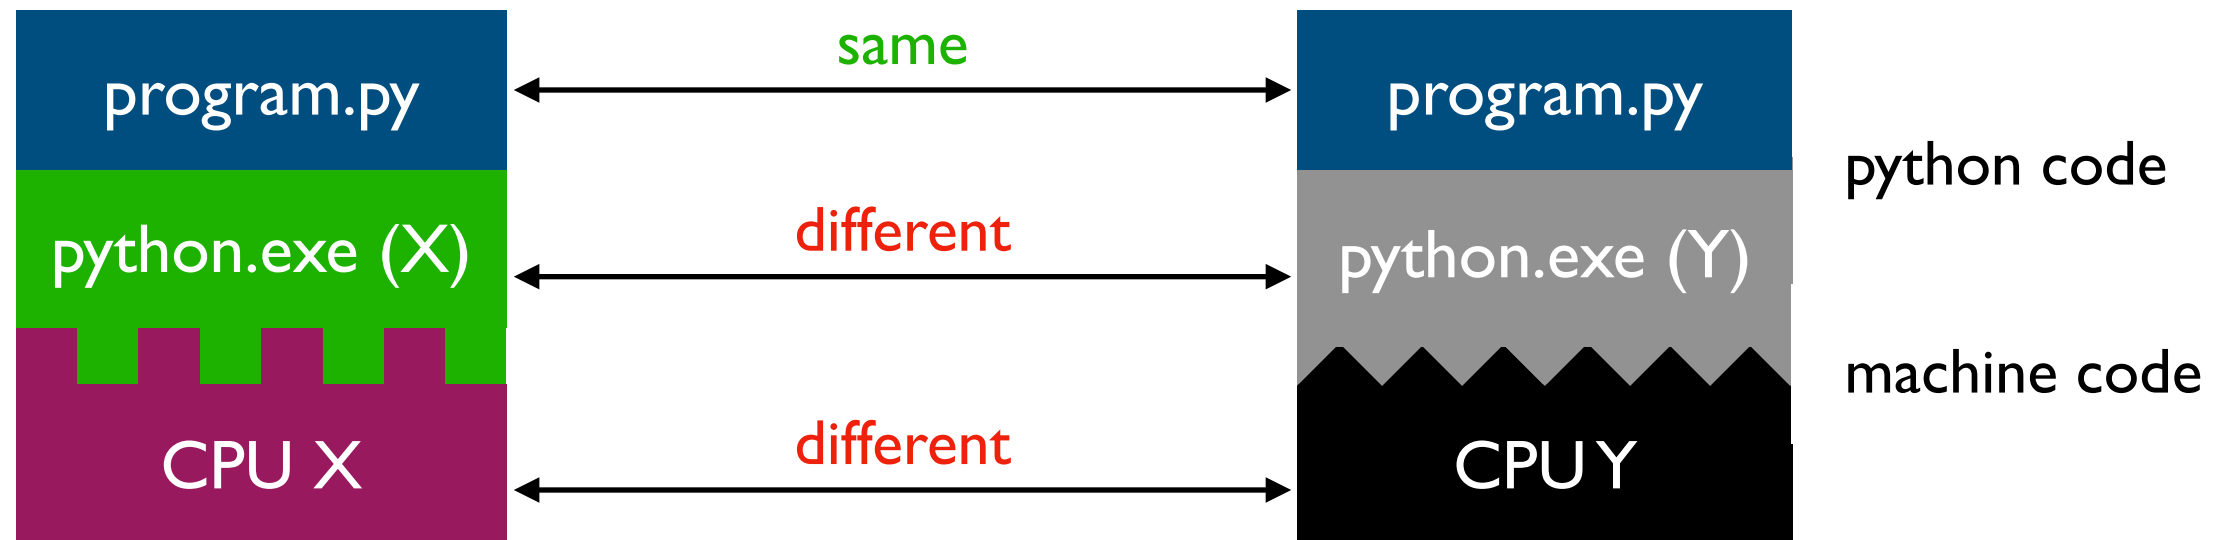 same
program.py
program.py
python code
different
python.exe (X)
python.exe (Y)
machine code
different
CPU X
CPU Y